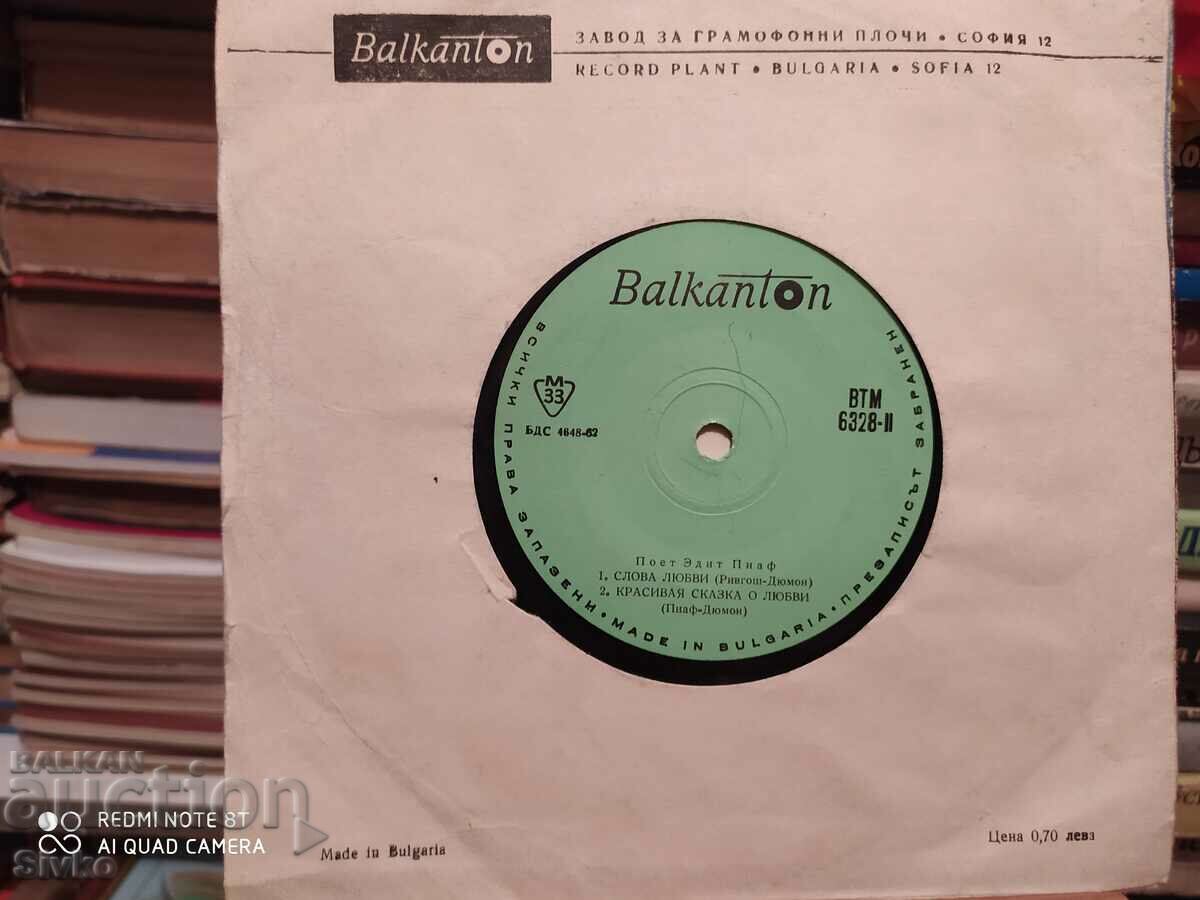 Balkanton
ЗАВОД ЗА ГРАМОФОННИ ПЛОЧИ • СОФИЯ 12
RECORD PLANT • BULGARIA • SOFIA 12
Balkanton
М
33
БДС 4648-62
ВТМ
6328-II
ВСИЧКИ ПРАВА ЗАПАЗЕНИ • MADE IN BULGARIA • ПРЕЗАПИСЪТ ЗАБРАНЕН
Поет Эдит Пиаф
1. СЛОВА ЛЮБВИ (Ривгош-Дюмон)
2. КРАСИВАЯ СКАЗКА О ЛЮБВИ
(Пиаф-Дюмон)
Made in Bulgaria
Цена 0,70 левз
BALKAN
auction
REDMI NOTE 8T
AI QUAD CAMERA
Sivko